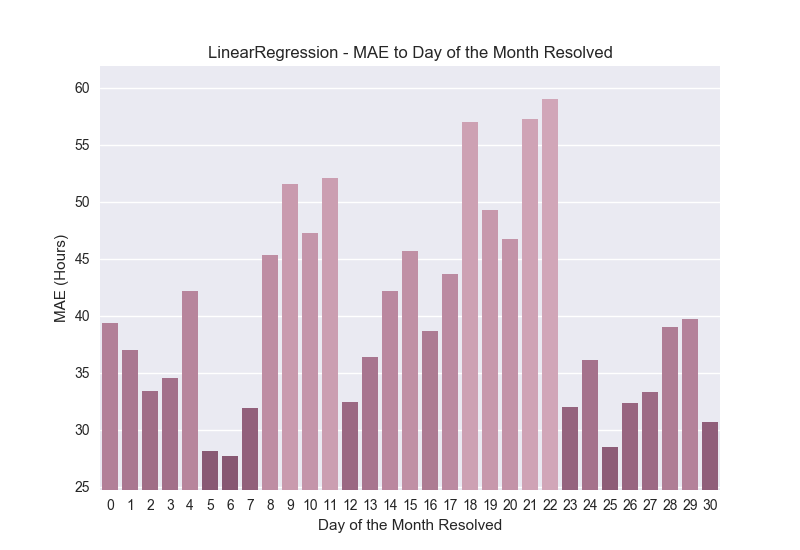 LinearRegression - MAE to Day of the Month Resolved
MAE (Hours)
60
55
50
45
40
35
30
25
0 1 2 3 4 5 6 7 8 9 10 11 12 13 14 15 16 17 18 19 20 21 22 23 24 25 26 27 28 29 30
Day of the Month Resolved